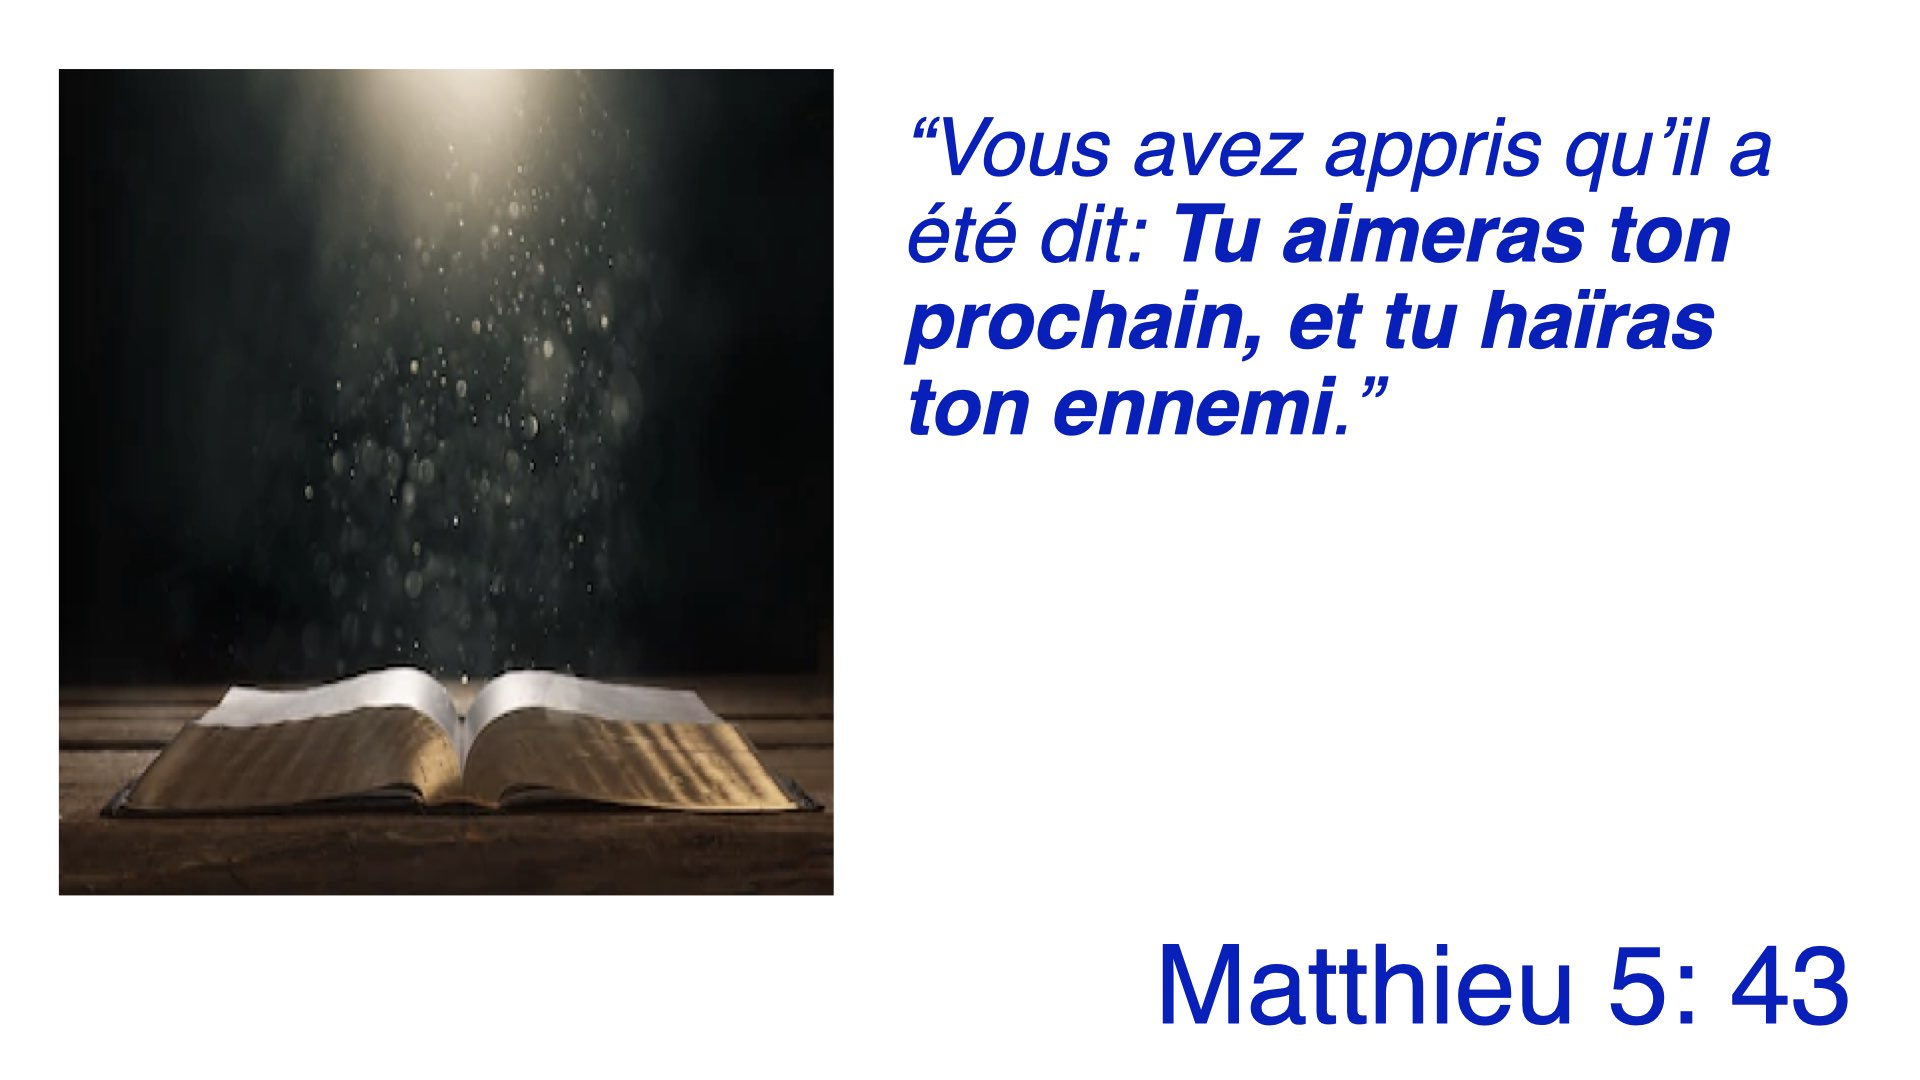 “Vous avez appris qu’il a
été dit: Tu aimeras ton
prochain, et tu haïras
ton ennemi.”
Matthieu 5: 43